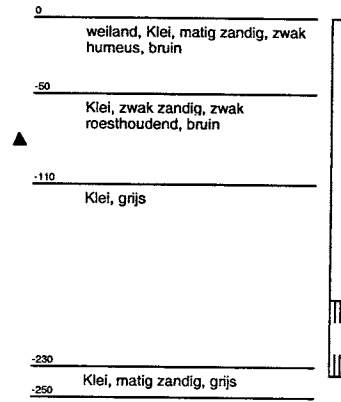 0
weiland, Klei, matig zandig, zwak
humeus, bruin
-50
Klei, zwak zandig, zwak
roesthoudend, bruin
-110
Klei, grijs
-230
Klei, matig zandig, grijs
-250